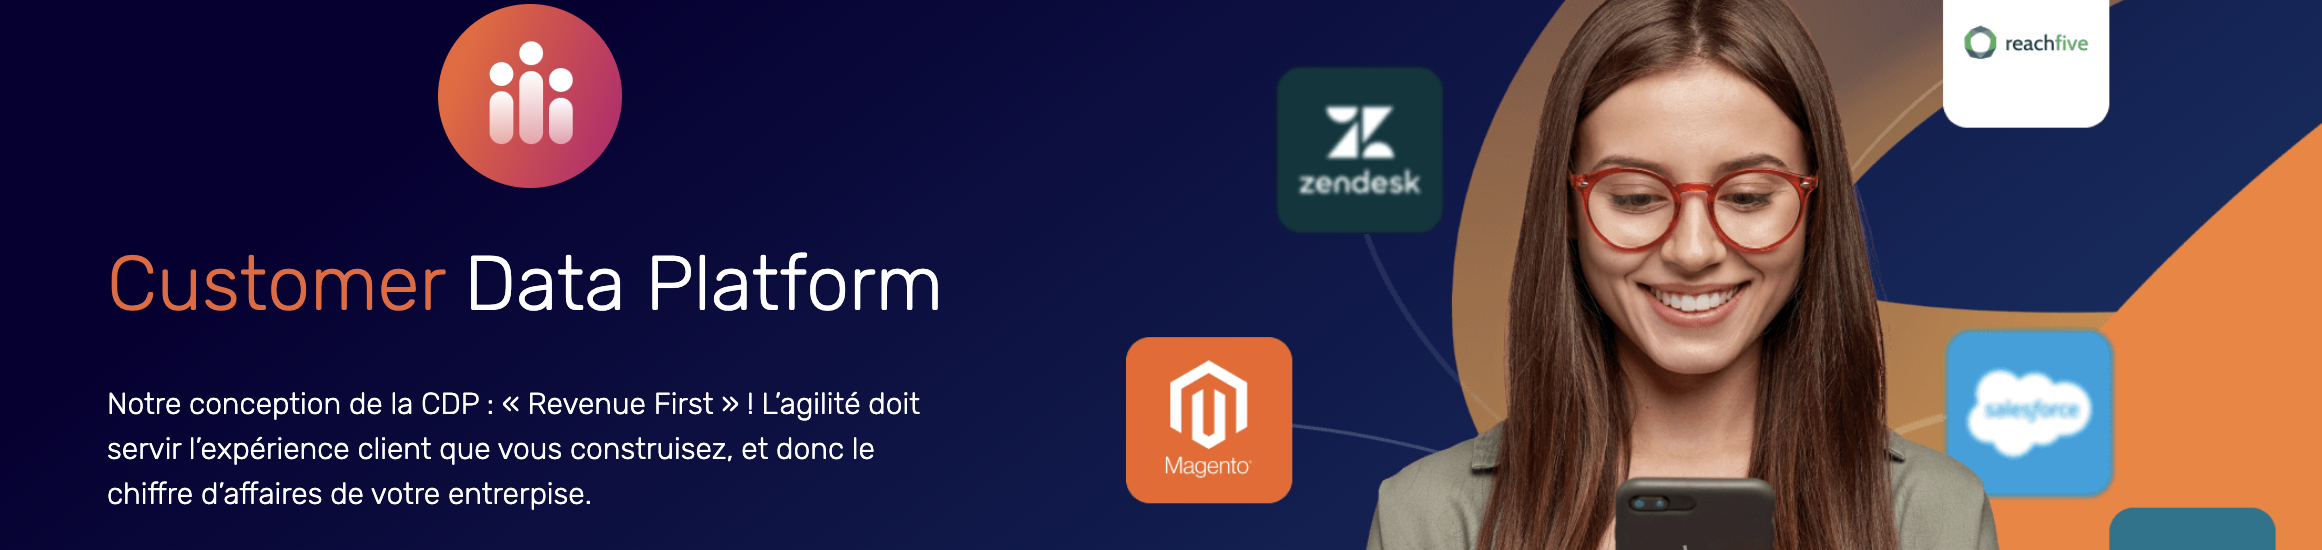 reachfive
zendesk
Customer Data Platform
Magento
salesforce
Notre conception de la CDP : « Revenue First » ! L'agilité doit
servir l'expérience client que vous construisez, et donc le
chiffre d'affaires de votre entrerpise.